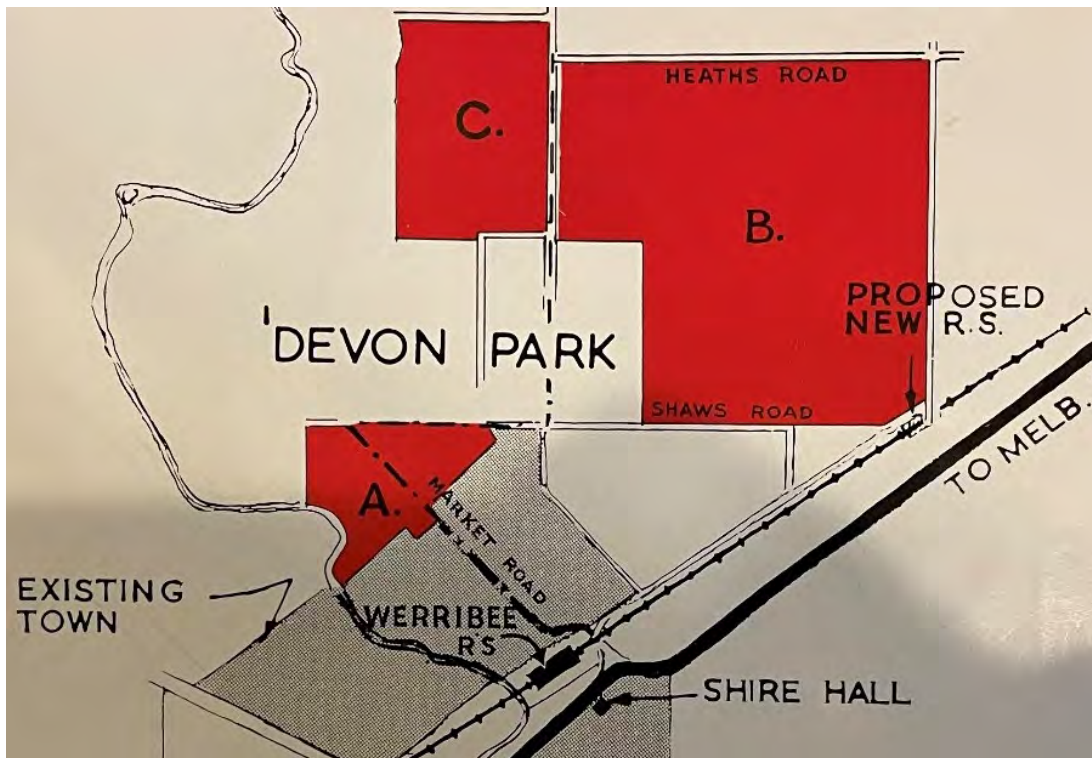 HEATHS ROAD
C.
B.
PROPOSED
NEW R.S.
'DEVON PARK
SHAWS ROAD
TO MELB.
A.
MARKET ROAD
EXISTING
TOWN
WERRIBEE
R'S
SHIRE HALL